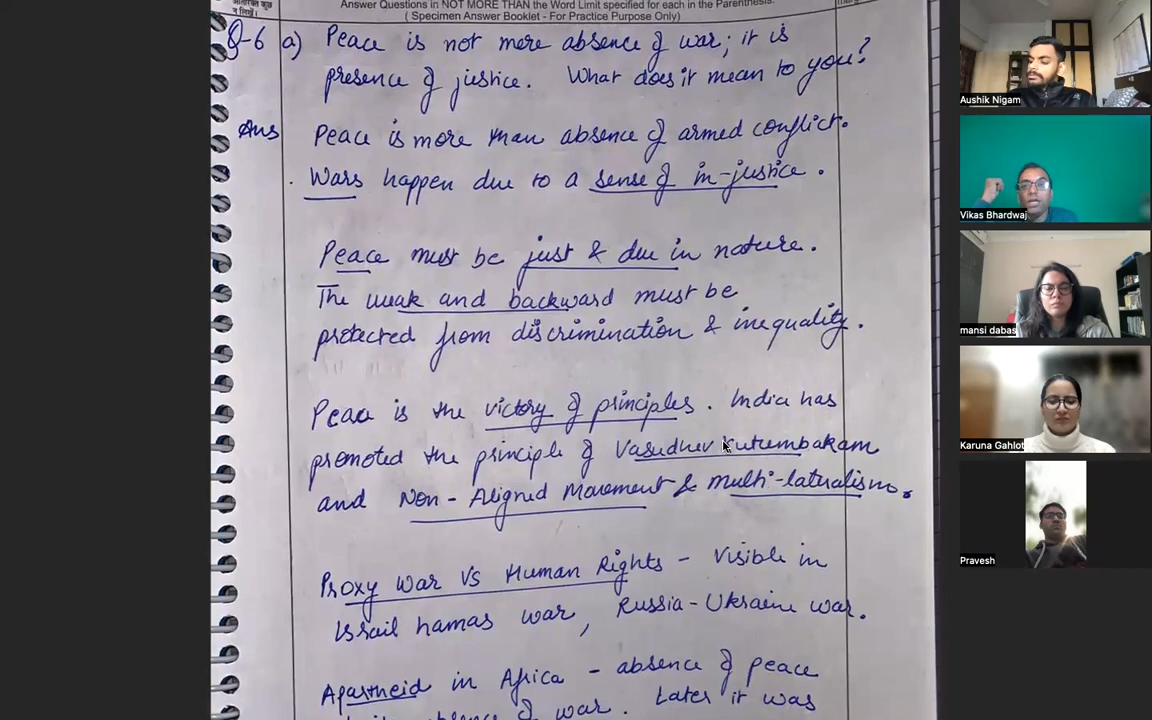 अतिरिक्त कुछ
न लिखें।
Answer Questions in NOT MORE THAN the Word Limit specified for each in the Parenthesis.
( Specimen Answer Booklet - For Practice Purpose Only)
Q-6 a) Peace is not mere absence of war; it is
presence of justice. What does it mean to you?
Ans Peace is more than absence of armed conflict.
Wars happen due to a sense of in-justice.
Peace must be just & due in nature.
The weak and backward must be
protected from discrimination & inequality.
Peace is the victory of principles. India has
promoted the principle of Vasudhev Kutumbakam
and Non-Aligned Movement & multi-lateralism.
Proxy War VS Human Rights - Visible in
Israil hamas war, Russia-Ukraine war.
Apartheid in Africa - absence of peace
absence of war. Later it was
Aushik Nigam
Vikas Bhardwaj
mansi dabas
Karuna Gahlot
Pravesh